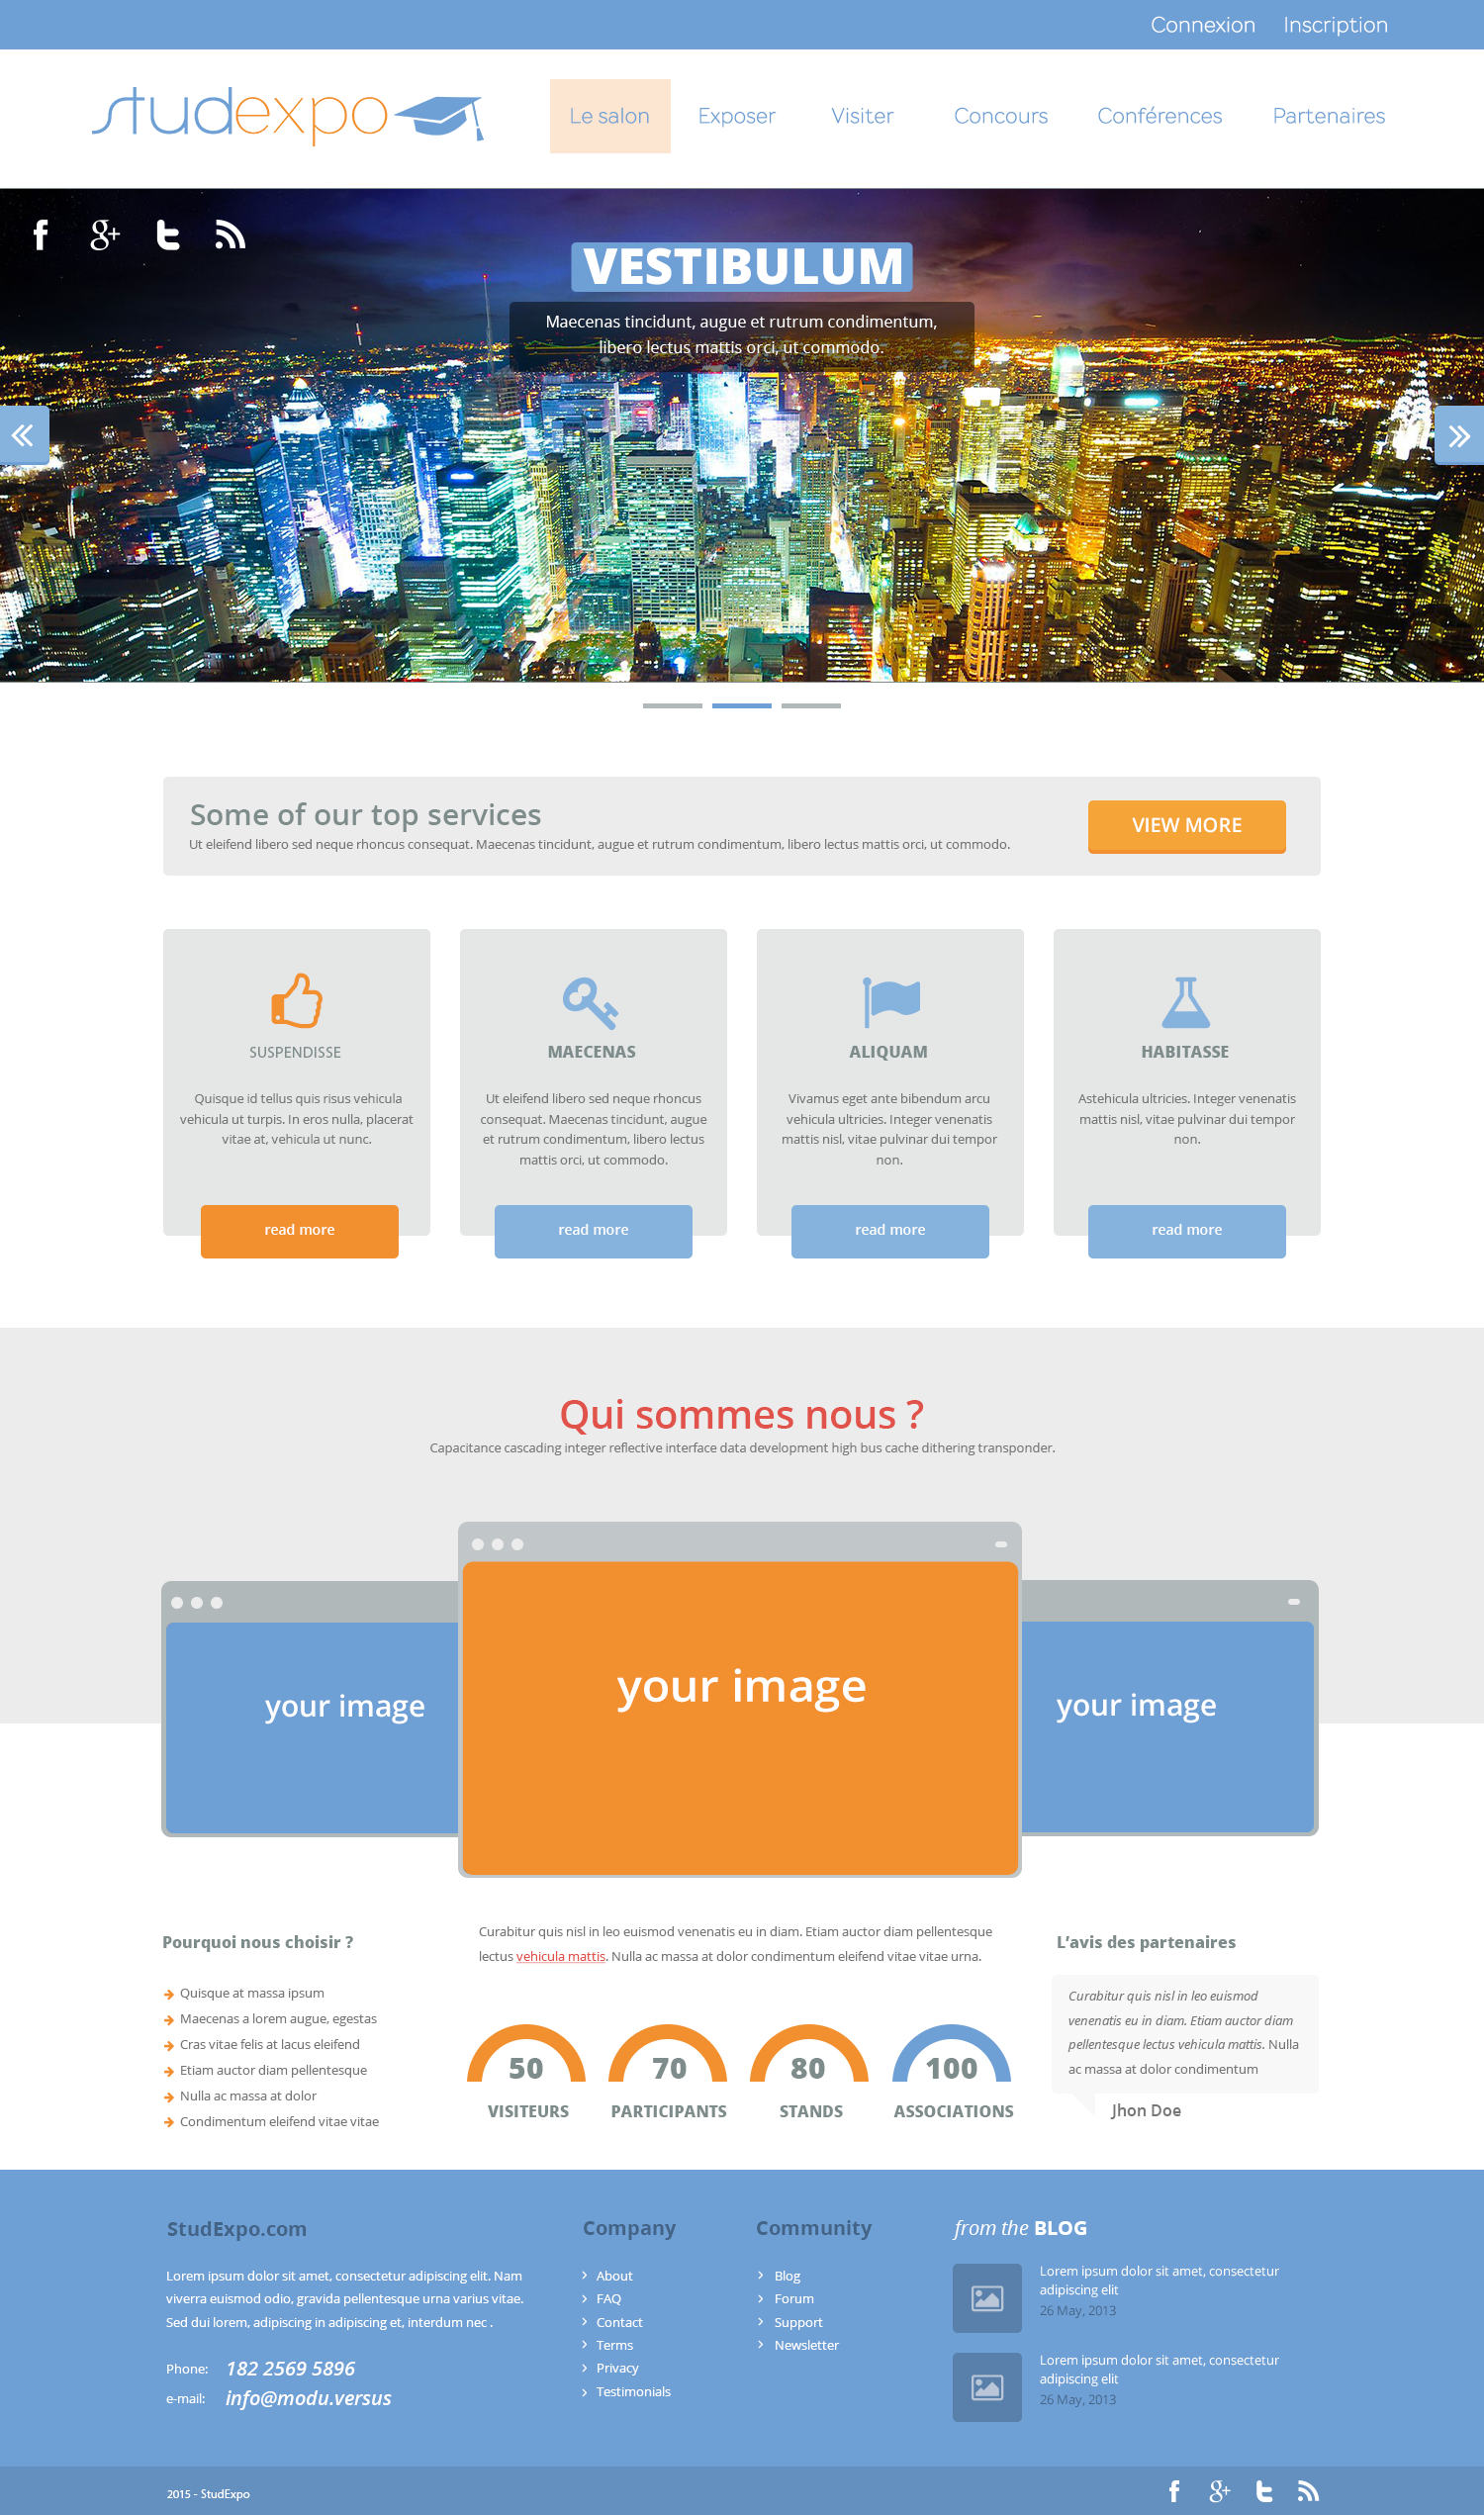 Connexion Inscription
studexpo
Le salon Exposer Visiter Concours Conférences Partenaires
VESTIBULUM
Maecenas tincidunt, augue et rutrum condimentum,
libero lectus mattis orci, ut commodo.
Some of our top services
Ut eleifend libero sed neque rhoncus consequat. Maecenas tincidunt, augue et rutrum condimentum, libero lectus mattis orci, ut commodo.
VIEW MORE
SUSPENDISSE
Quisque id tellus quis risus vehicula
vehicula ut turpis. In eros nulla, placerat
vitae at, vehicula ut nunc.
read more
MAECENAS
Ut eleifend libero sed neque rhoncus
consequat. Maecenas tincidunt, augue
et rutrum condimentum, libero lectus
mattis orci, ut commodo.
read more
ALIQUAM
Vivamus eget ante bibendum arcu
vehicula ultricies. Integer venenatis
mattis nisl, vitae pulvinar dui tempor
non.
read more
HABITASSE
Astehicula ultricies. Integer venenatis
mattis nisl, vitae pulvinar dui tempor
non.
read more
Qui sommes nous ?
Capacitance cascading integer reflective interface data development high bus cache dithering transponder.
your image
your image
your image
Pourquoi nous choisir ?
Quisque at massa ipsum
Maecenas a lorem augue, egestas
Cras vitae felis at lacus eleifend
Etiam auctor diam pellentesque
Nulla ac massa at dolor
Condimentum eleifend vitae vitae
Curabitur quis nisl in leo euismod venenatis eu in diam. Etiam auctor diam pellentesque
lectus vehicula mattis. Nulla ac massa at dolor condimentum eleifend vitae vitae urna.
50
VISITEURS
70
PARTICIPANTS
80
STANDS
100
ASSOCIATIONS
L'avis des partenaires
Curabitur quis nisl in leo euismod
venenatis eu in diam. Etiam auctor diam
pellentesque lectus vehicula mattis. Nulla
ac massa at dolor condimentum
Jhon Doe
StudExpo.com
Lorem ipsum dolor sit amet, consectetur adipiscing elit. Nam
viverra euismod odio, gravida pellentesque urna varius vitae.
Sed dui lorem, adipiscing in adipiscing et, interdum nec .
Phone: 182 2569 5896
e-mail: info@modu.versus
Company
About
FAQ
Contact
Terms
Privacy
Testimonials
Community
Blog
Forum
Support
Newsletter
from the BLOG
Lorem ipsum dolor sit amet, consectetur
adipiscing elit
26 May, 2013
Lorem ipsum dolor sit amet, consectetur
adipiscing elit
26 May, 2013
2015 - StudExpo